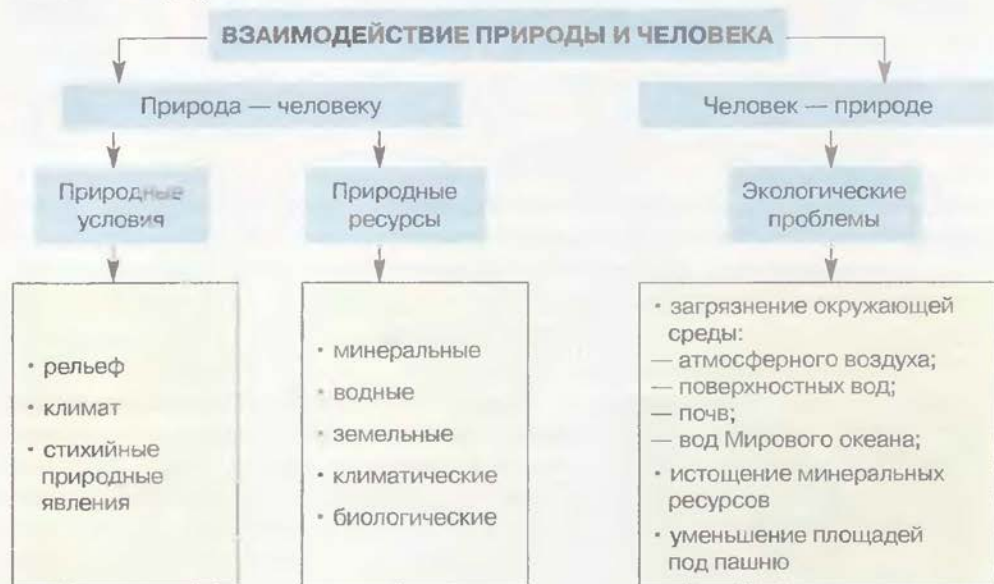 ВЗАИМОДЕЙСТВИЕ ПРИРОДЫ И ЧЕЛОВЕКА
Природа — человеку
Человек — природе
Природные
условия
Природные
ресурсы
Экологические
проблемы
• рельеф
• климат
• стихийные
природные
явления
• минеральные
• водные
• земельные
• климатические
• биологические
• загрязнение окружающей
среды:
— атмосферного воздуха;
— поверхностных вод;
— почв;
— вод Мирового океана;
• истощение минеральных
ресурсов
• уменьшение площадей
под пашню